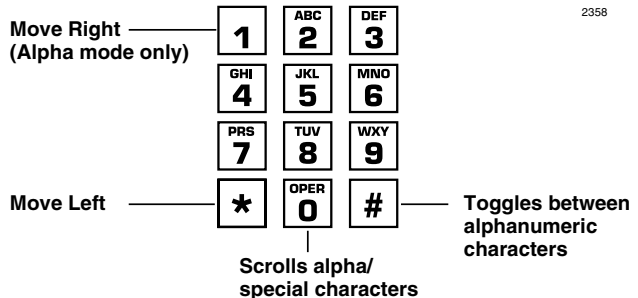 2358
Move Right
(Alpha mode only)
1
ABC
2
DEF
3
GHI
4
JKL
5
MNO
6
PRS
7
TUV
8
WXY
9
Move Left
*
OPER
0
#
Toggles between
alphanumeric
characters
Scrolls alpha/
special characters